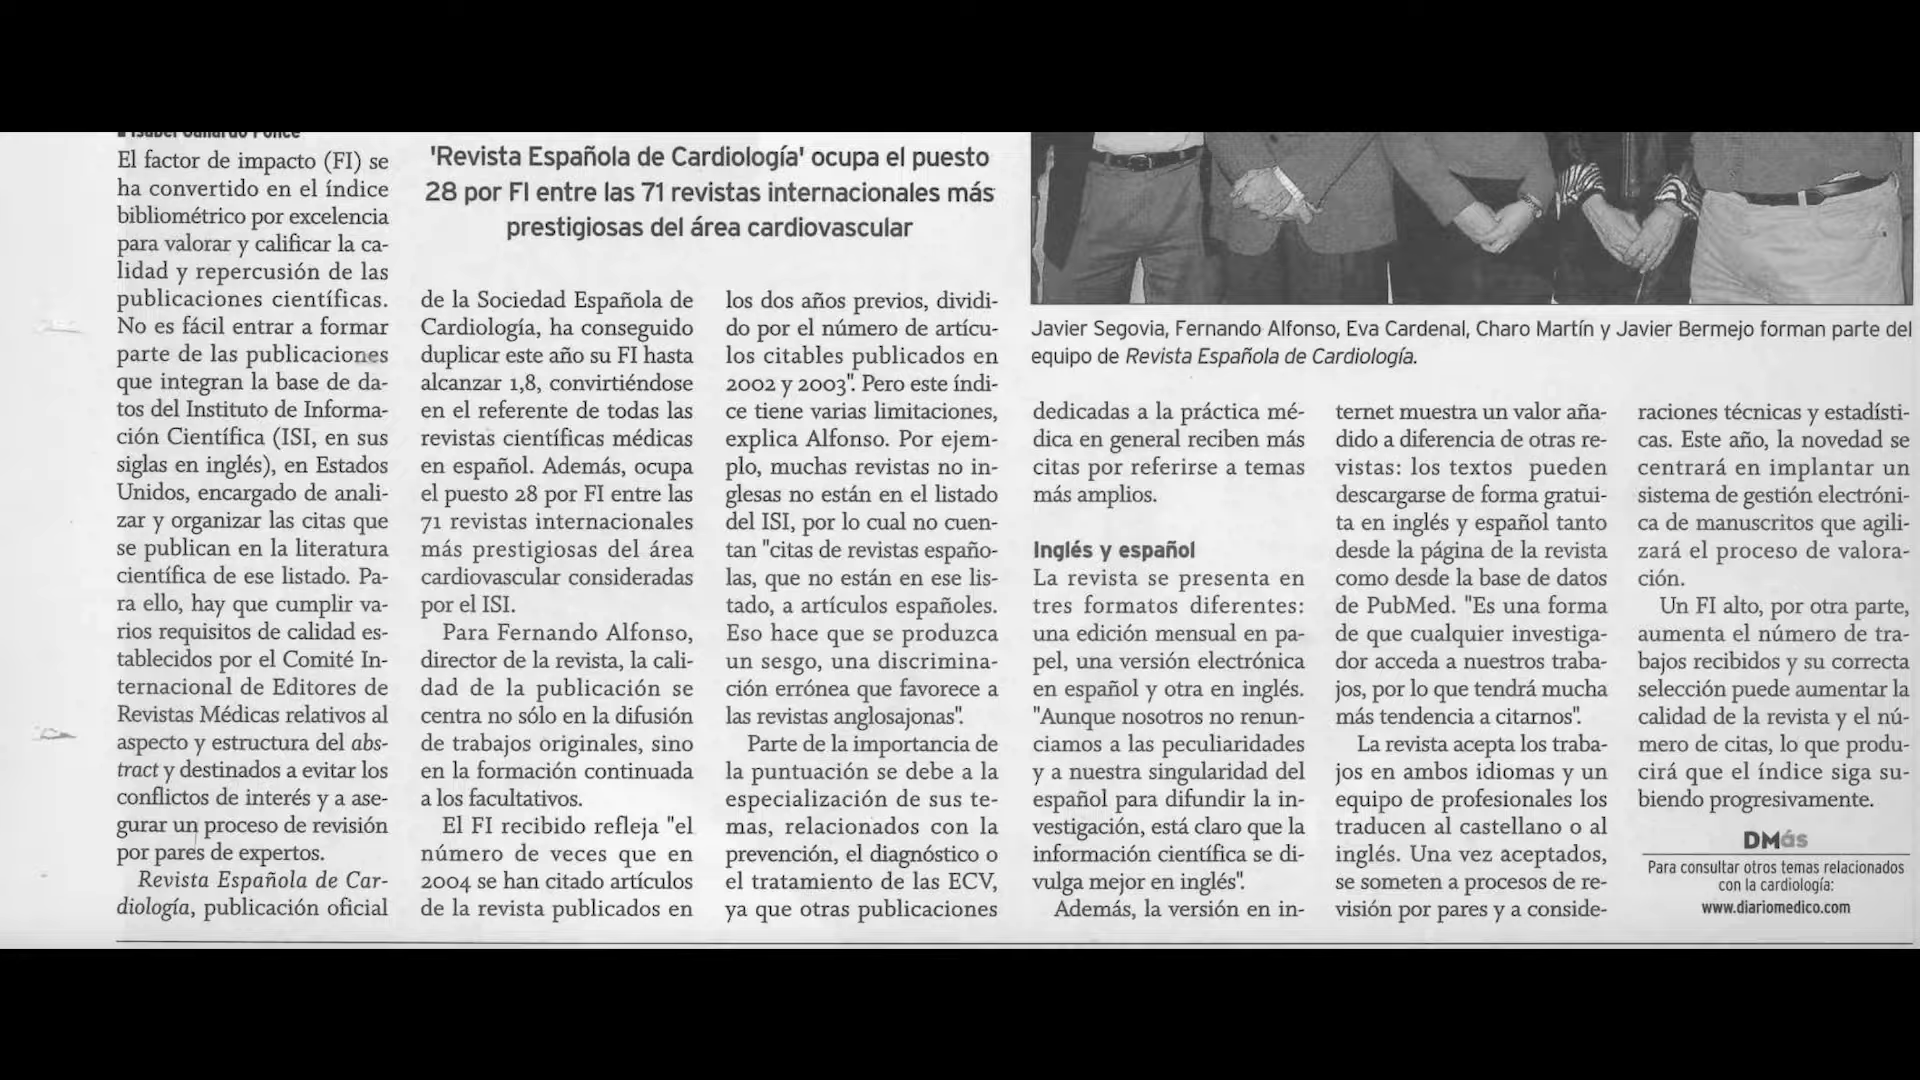 Isabel Gallardo Ponce
El factor de impacto (FI) se
ha convertido en el índice
bibliométrico por excelencia
para valorar y calificar la ca-
lidad y repercusión de las
publicaciones científicas.
No es fácil entrar a formar
parte de las publicaciones
que integran la base de da-
tos del Instituto de Informa-
ción Científica (ISI, en sus
siglas en inglés), en Estados
Unidos, encargado de anali-
zar y organizar las citas que
se publican en la literatura
científica de ese listado. Pa-
ra ello, hay que cumplir va-
rios requisitos de calidad es-
tablecidos por el Comité In-
ternacional de Editores de
Revistas Médicas relativos al
aspecto y estructura del abs-
tract y destinados a evitar los
conflictos de interés y a ase-
gurar un proceso de revisión
por pares de expertos.
Revista Española de Car-
diología, publicación oficial
'Revista Española de Cardiología' ocupa el puesto
28 por FI entre las 71 revistas internacionales más
prestigiosas del área cardiovascular
de la Sociedad Española de
Cardiología, ha conseguido
duplicar este año su FI hasta
alcanzar 1,8, convirtiéndose
en el referente de todas las
revistas científicas médicas
en español. Además, ocupa
el puesto 28 por FI entre las
71 revistas internacionales
más prestigiosas del área
cardiovascular consideradas
por el ISI.
Para Fernando Alfonso,
director de la revista, la cali-
dad de la publicación se
centra no sólo en la difusión
de trabajos originales, sino
en la formación continuada
a los facultativos.
El FI recibido refleja "el
número de veces que en
2004 se han citado artículos
de la revista publicados en
los dos años previos, dividi-
do por el número de artícu-
los citables publicados en
2002 y 2003". Pero este índi-
ce tiene varias limitaciones,
explica Alfonso. Por ejem-
plo, muchas revistas no in-
glesas no están en el listado
del ISI, por lo cual no cuen-
tan "citas de revistas españo-
las, que no están en ese lis-
tado, a artículos españoles.
Eso hace que se produzca
un sesgo, una discrimina-
ción errónea que favorece a
las revistas anglosajonas".
Parte de la importancia de
la puntuación se debe a la
especialización de sus te-
mas, relacionados con la
prevención, el diagnóstico o
el tratamiento de las ECV,
ya que otras publicaciones
Javier Segovia, Fernando Alfonso, Eva Cardenal, Charo Martín y Javier Bermejo forman parte del
equipo de Revista Española de Cardiología.
dedicadas a la práctica mé-
dica en general reciben más
citas por referirse a temas
más amplios.
Inglés y español
La revista se presenta en
tres formatos diferentes:
una edición mensual en pa-
pel, una versión electrónica
en español y otra en inglés.
"Aunque nosotros no renun-
ciamos a las peculiaridades
y a nuestra singularidad del
español para difundir la in-
vestigación, está claro que la
información científica se di-
vulga mejor en inglés".
Además, la versión en in-
ternet muestra un valor aña-
dido a diferencia de otras re-
vistas: los textos pueden
descargarse de forma gratui-
ta en inglés y español tanto
desde la página de la revista
como desde la base de datos
de PubMed. "Es una forma
de que cualquier investiga-
dor acceda a nuestros traba-
jos, por lo que tendrá mucha
más tendencia a citarnos".
La revista acepta los traba-
jos en ambos idiomas y un
equipo de profesionales los
traducen al castellano o al
inglés. Una vez aceptados,
se someten a procesos de re-
visión por pares y a conside-
raciones técnicas y estadísti-
cas. Este año, la novedad se
centrará en implantar un
sistema de gestión electróni-
ca de manuscritos que agili-
zará el proceso de valora-
ción.
Un FI alto, por otra parte,
aumenta el número de tra-
bajos recibidos y su correcta
selección puede aumentar la
calidad de la revista y el nú-
mero de citas, lo que produ-
cirá que el índice siga su-
biendo progresivamente.
DMás
Para consultar otros temas relacionados
con la cardiología:
www.diariomedico.com